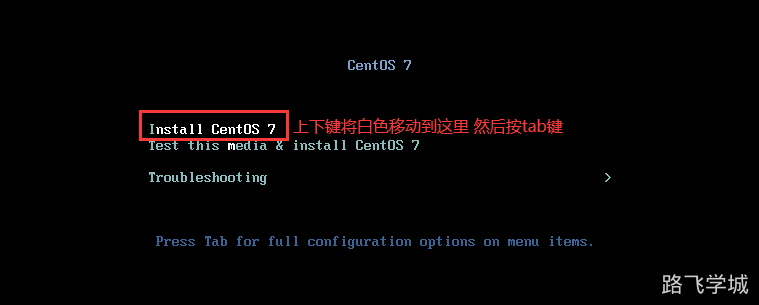 CentOS 7
Install CentOS 7 上下键将白色移动到这里 然后按tab键
Test this media & install CentOS 7
Troubleshooting >
Press Tab for full configuration options on menu items.
路飞学城